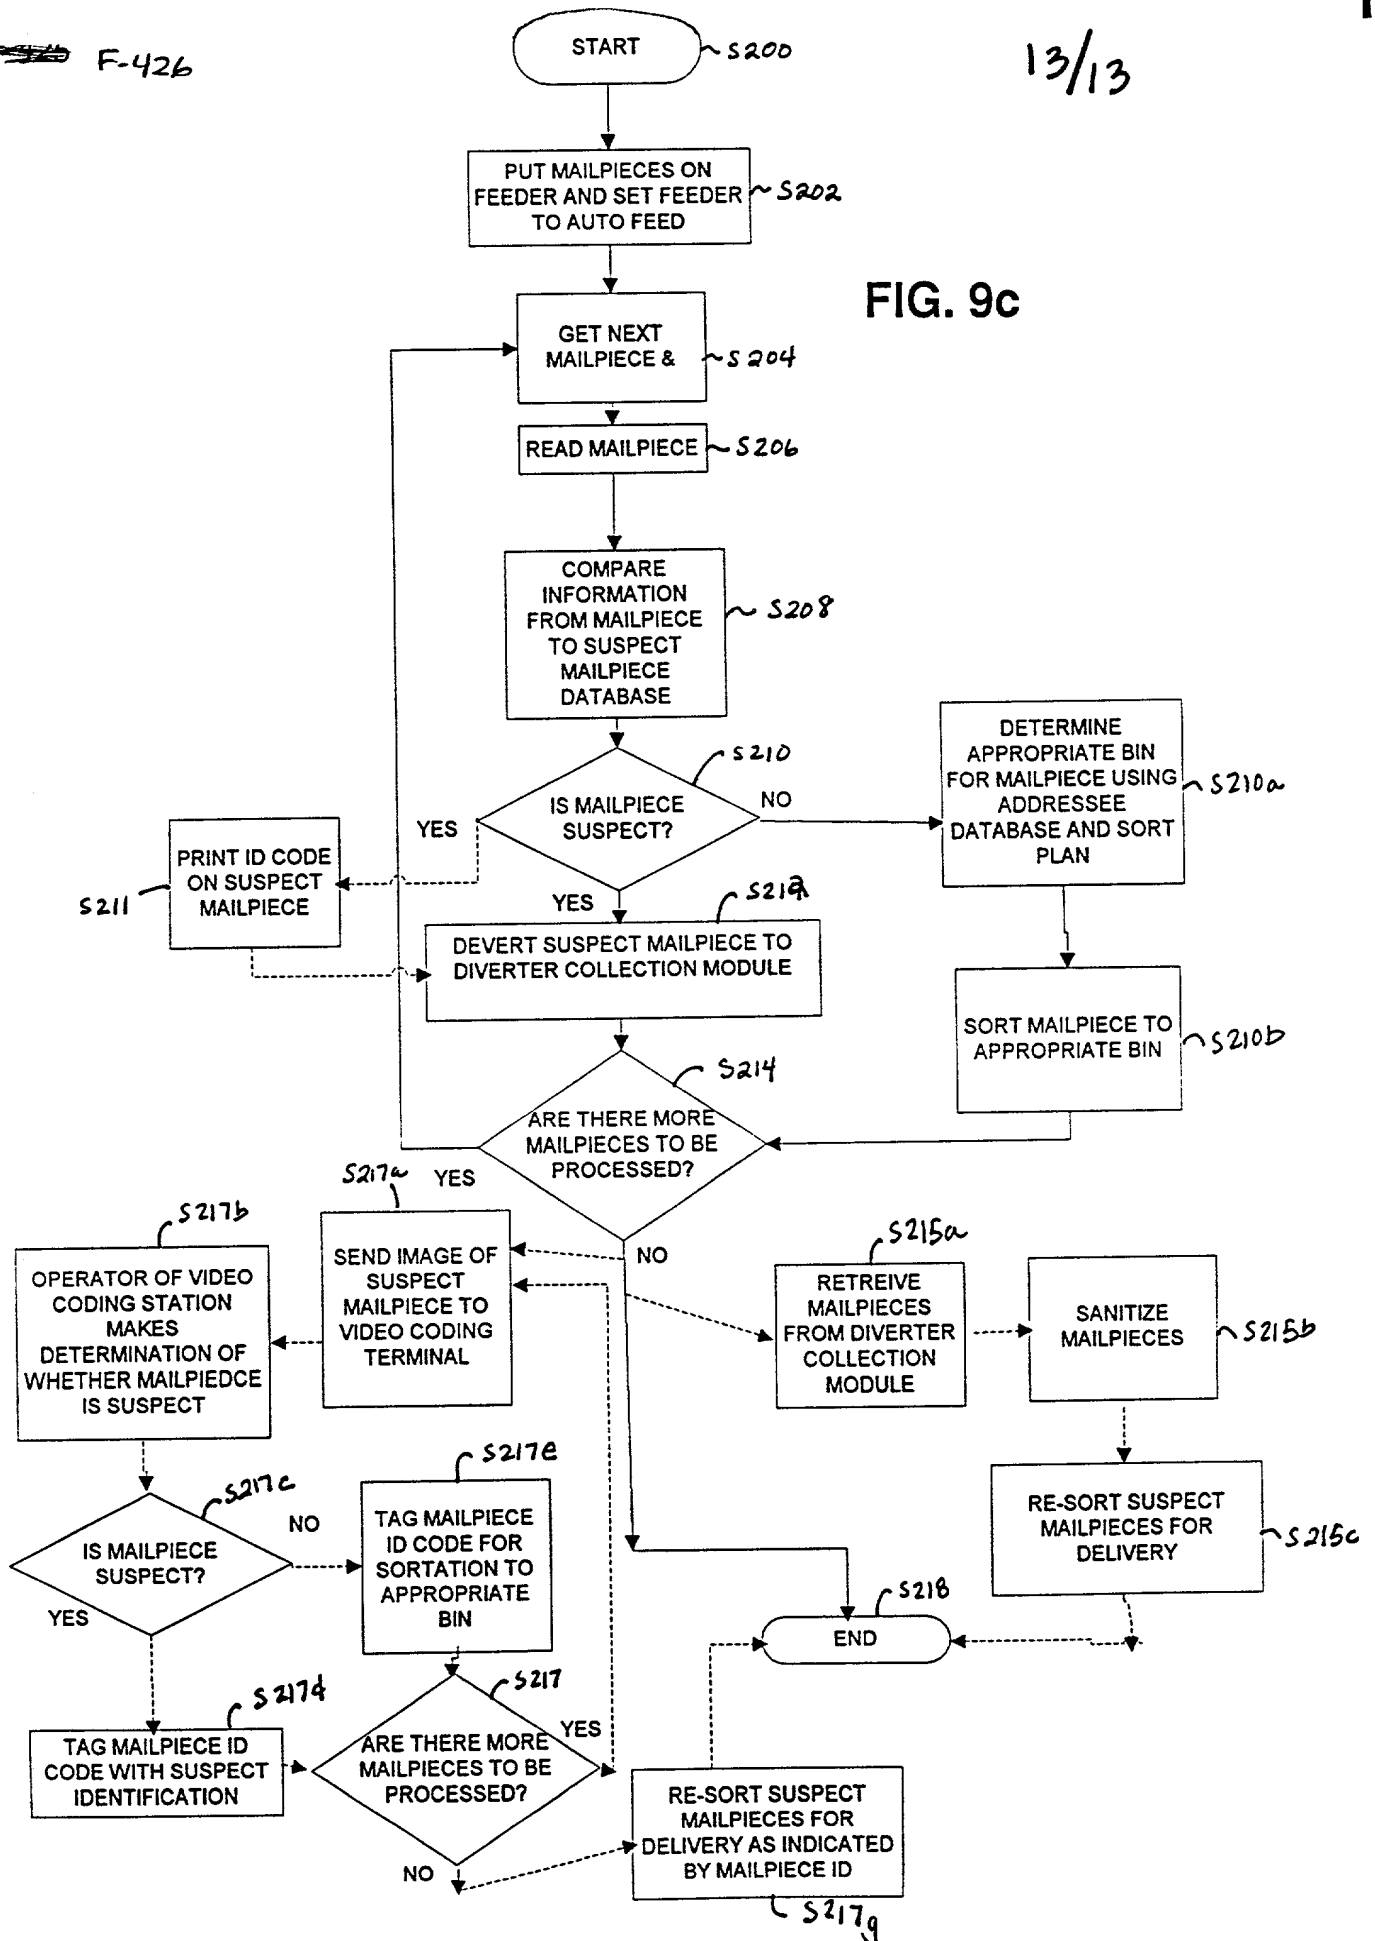 F-426
13/13
START
S200
PUT MAILPIECES ON
FEEDER AND SET FEEDER
TO AUTO FEED
S202
FIG. 9c
GET NEXT
MAILPIECE &
S204
READ MAILPIECE
S206
COMPARE
INFORMATION
FROM MAILPIECE
TO SUSPECT
MAILPIECE
DATABASE
S208
IS MAILPIECE
SUSPECT?
S210
NO
YES
YES
DETERMINE
APPROPRIATE BIN
FOR MAILPIECE USING
ADDRESSEE
DATABASE AND SORT
PLAN
S210a
PRINT ID CODE
ON SUSPECT
MAILPIECE
S211
DEVERT SUSPECT MAILPIECE TO
DIVERTER COLLECTION MODULE
SORT MAILPIECE TO
APPROPRIATE BIN
S210b
ARE THERE MORE
MAILPIECES TO BE
PROCESSED?
S214
YES
NO
S217a
SEND IMAGE OF
SUSPECT
MAILPIECE TO
VIDEO CODING
TERMINAL
S217b
OPERATOR OF VIDEO
CODING STATION
MAKES
DETERMINATION OF
WHETHER MAILPIEDCE
IS SUSPECT
S215a
RETREIVE
MAILPIECES
FROM DIVERTER
COLLECTION
MODULE
SANITIZE
MAILPIECES
S215b
RE-SORT SUSPECT
MAILPIECES FOR
DELIVERY
S215c
IS MAILPIECE
SUSPECT?
S217c
NO
YES
S217e
TAG MAILPIECE
ID CODE FOR
SORTATION TO
APPROPRIATE
BIN
S217d
TAG MAILPIECE ID
CODE WITH SUSPECT
IDENTIFICATION
ARE THERE MORE
MAILPIECES TO BE
PROCESSED?
S217
YES
NO
END
S218
RE-SORT SUSPECT
MAILPIECES FOR
DELIVERY AS INDICATED
BY MAILPIECE ID
S217g